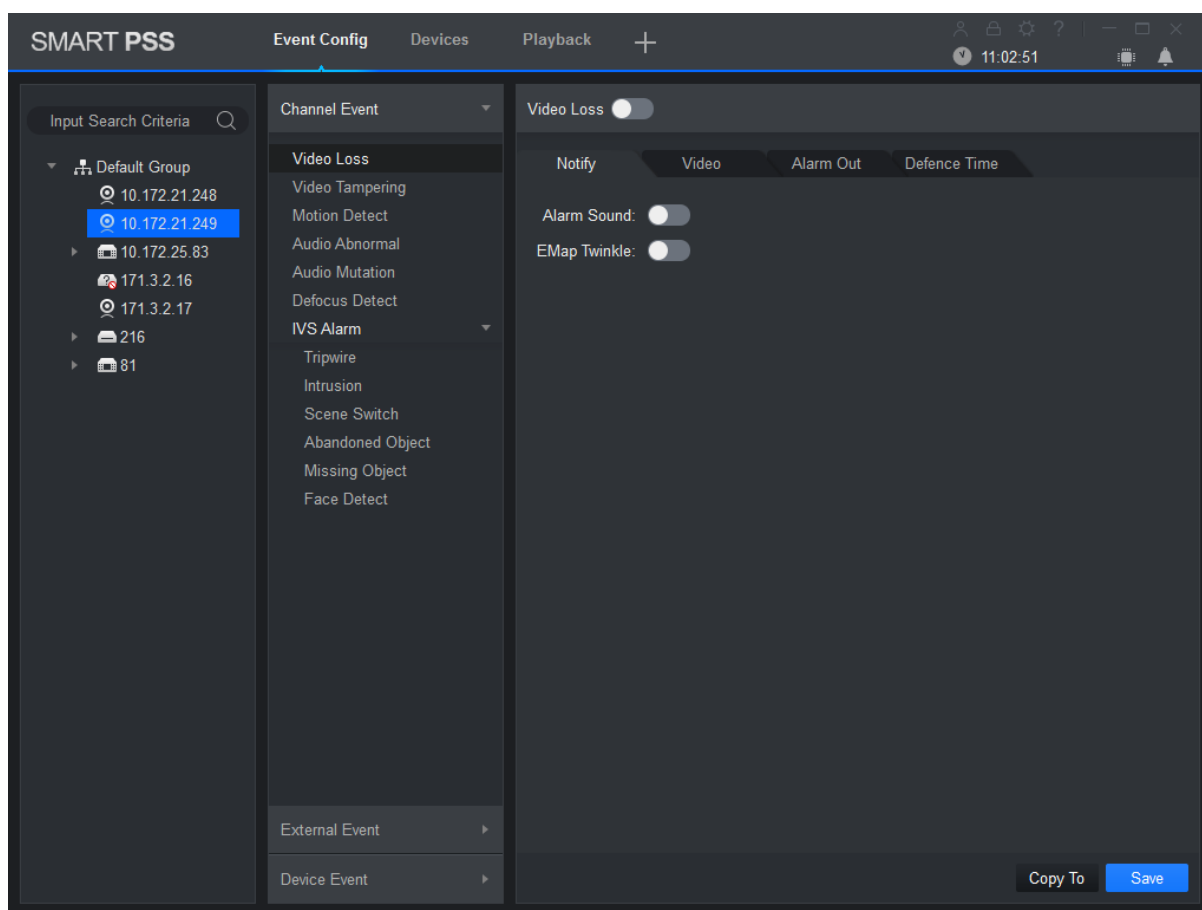 SMART PSS
Event Config
Devices
Playback
11:02:51
Input Search Criteria
Default Group
10.172.21.248
10.172.21.249
10.172.25.83
171.3.2.16
171.3.2.17
216
81
Channel Event
Video Loss
Video Tampering
Motion Detect
Audio Abnormal
Audio Mutation
Defocus Detect
IVS Alarm
Tripwire
Intrusion
Scene Switch
Abandoned Object
Missing Object
Face Detect
External Event
Device Event
Video Loss
Notify
Video
Alarm Out
Defence Time
Alarm Sound:
EMap Twinkle:
Copy To
Save